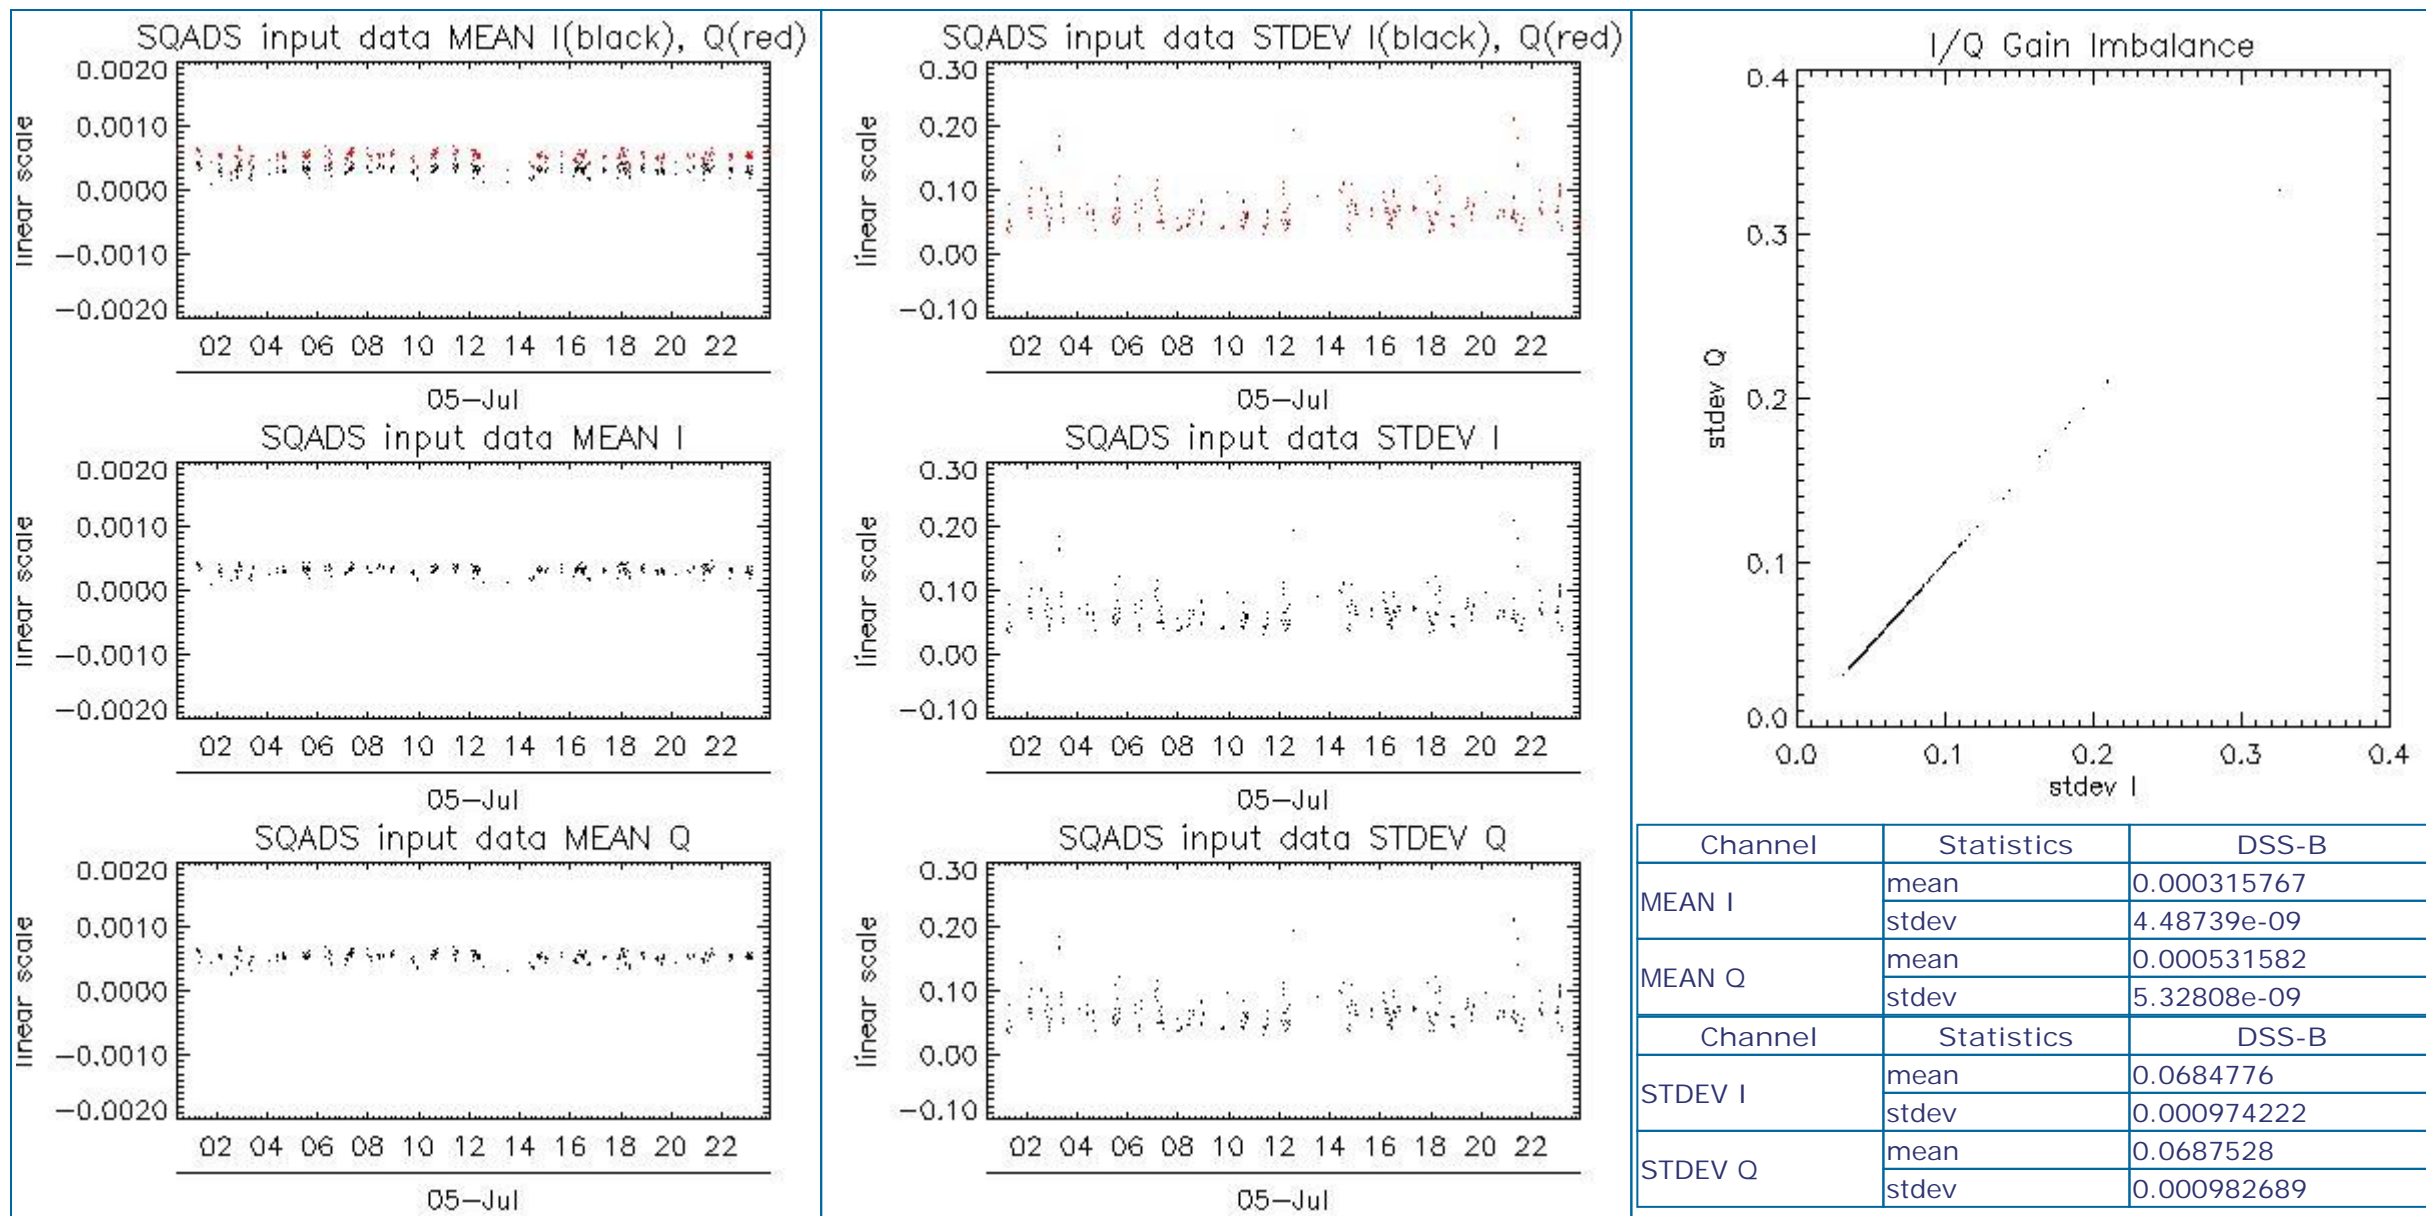 SQADS input data MEAN I(black), Q(red)
linear scale
0.0020
0.0010
0.0000
−0.0010
−0.0020
02 04 06 08 10 12 14 16 18 20 22
05−Jul
SQADS input data MEAN I
linear scale
0.0020
0.0010
0.0000
−0.0010
−0.0020
02 04 06 08 10 12 14 16 18 20 22
05−Jul
SQADS input data MEAN Q
linear scale
0.0020
0.0010
0.0000
−0.0010
−0.0020
02 04 06 08 10 12 14 16 18 20 22
05−Jul
SQADS input data STDEV I(black), Q(red)
linear scale
0.30
0.20
0.10
0.00
−0.10
02 04 06 08 10 12 14 16 18 20 22
05−Jul
SQADS input data STDEV I
linear scale
0.30
0.20
0.10
0.00
−0.10
02 04 06 08 10 12 14 16 18 20 22
05−Jul
SQADS input data STDEV Q
linear scale
0.30
0.20
0.10
0.00
−0.10
02 04 06 08 10 12 14 16 18 20 22
05−Jul
I/Q Gain Imbalance
stdev Q
0.4
0.3
0.2
0.1
0.0
0.0 0.1 0.2 0.3 0.4
stdev I
Channel Statistics DSS-B
MEAN I mean 0.000315767
stdev 4.48739e-09
MEAN Q mean 0.000531582
stdev 5.32808e-09
Channel Statistics DSS-B
STDEV I mean 0.0684776
stdev 0.000974222
STDEV Q mean 0.0687528
stdev 0.000982689